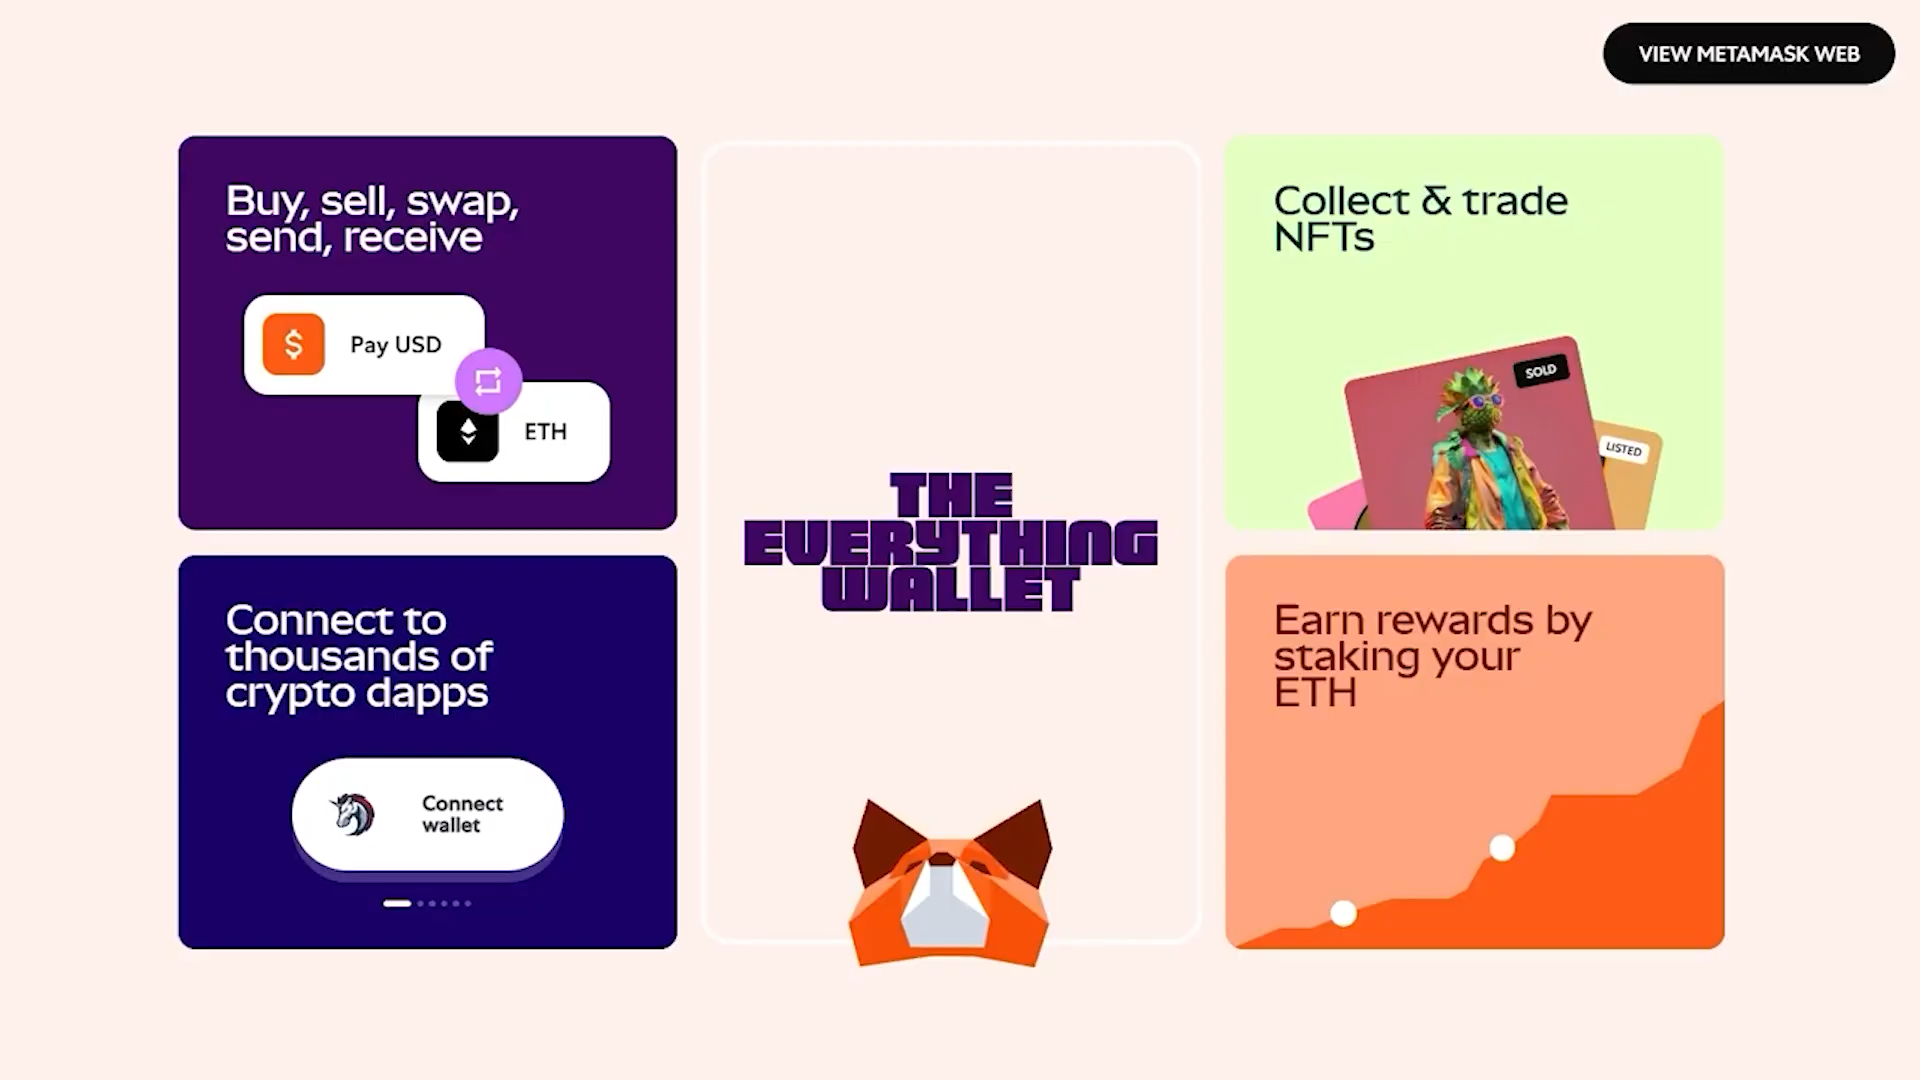 VIEW METAMASK WEB
Buy, sell, swap,
send, receive
$
Pay USD
ETH
THE
EVERYTHING
WALLET
Collect & trade
NFTs
SOLD
LISTED
Connect to
thousands of
crypto dapps
Connect
wallet
Earn rewards by
staking your
ETH